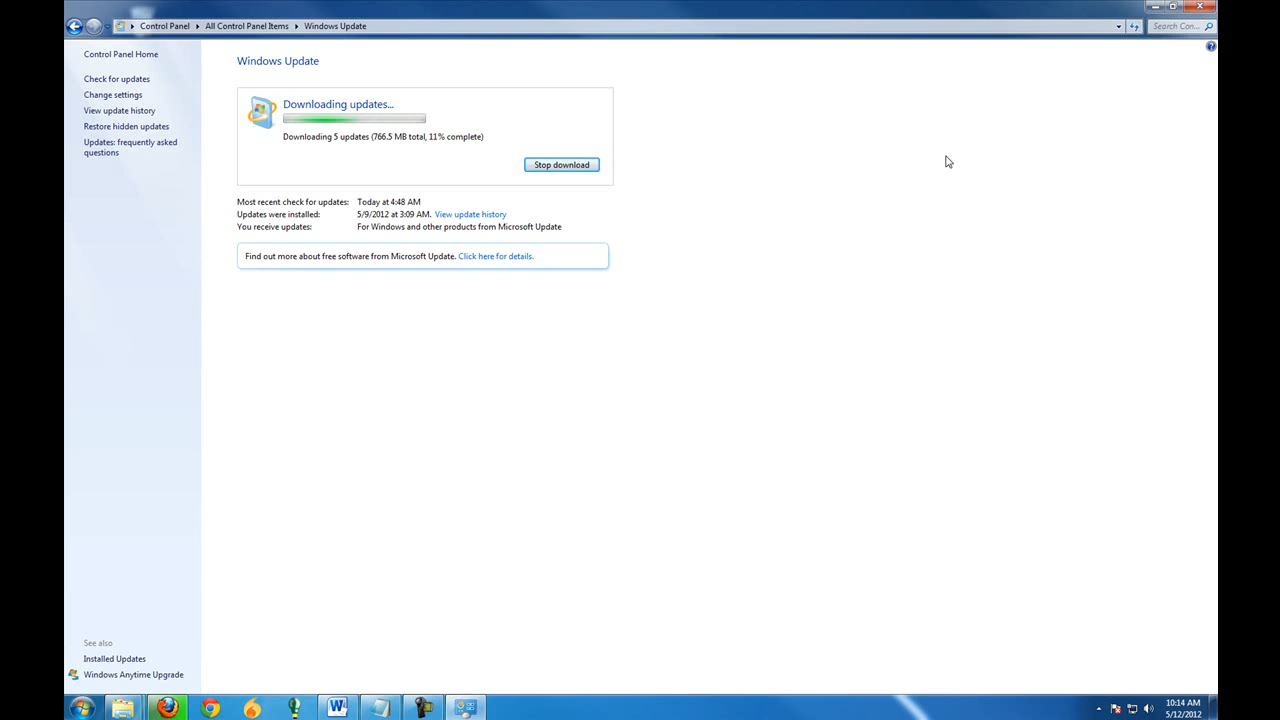 Control Panel All Control Panel Items Windows Update
Search Con...
Control Panel Home
Check for updates
Change settings
View update history
Restore hidden updates
Updates: frequently asked
questions
Windows Update
Downloading updates...
Downloading 5 updates (766.5 MB total, 11% complete)
Stop download
Most recent check for updates: Today at 4:48 AM
Updates were installed: 5/9/2012 at 3:09 AM. View update history
You receive updates: For Windows and other products from Microsoft Update
Find out more about free software from Microsoft Update. Click here for details.
See also
Installed Updates
Windows Anytime Upgrade
10:14 AM
5/12/2012